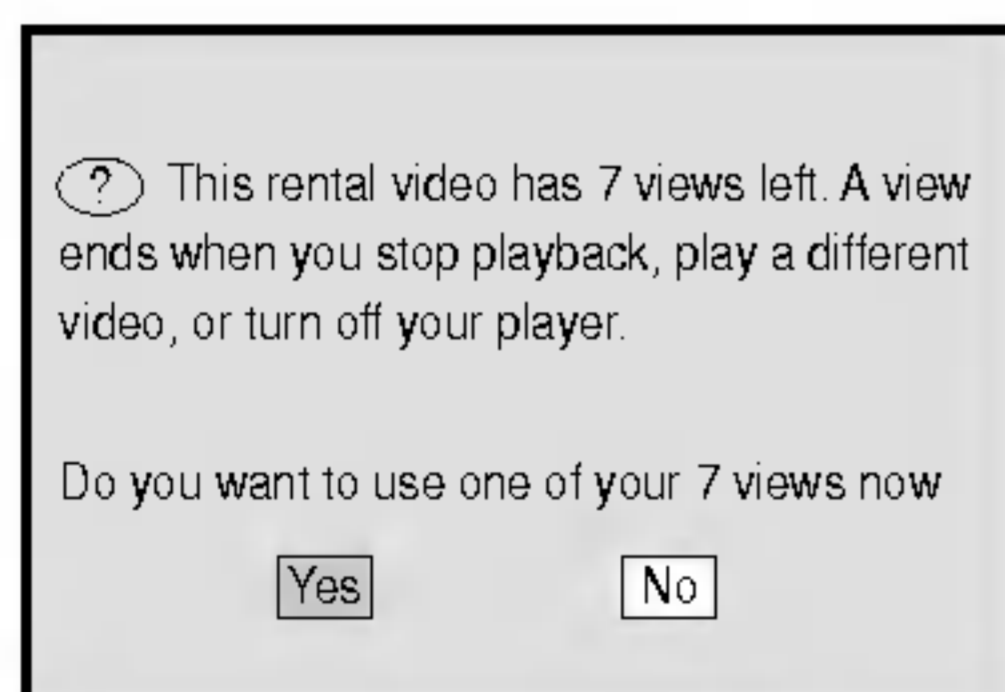 ? This rental video has 7 views left. A view
ends when you stop playback, play a different
video, or turn off your player.
Do you want to use one of your 7 views now
Yes No